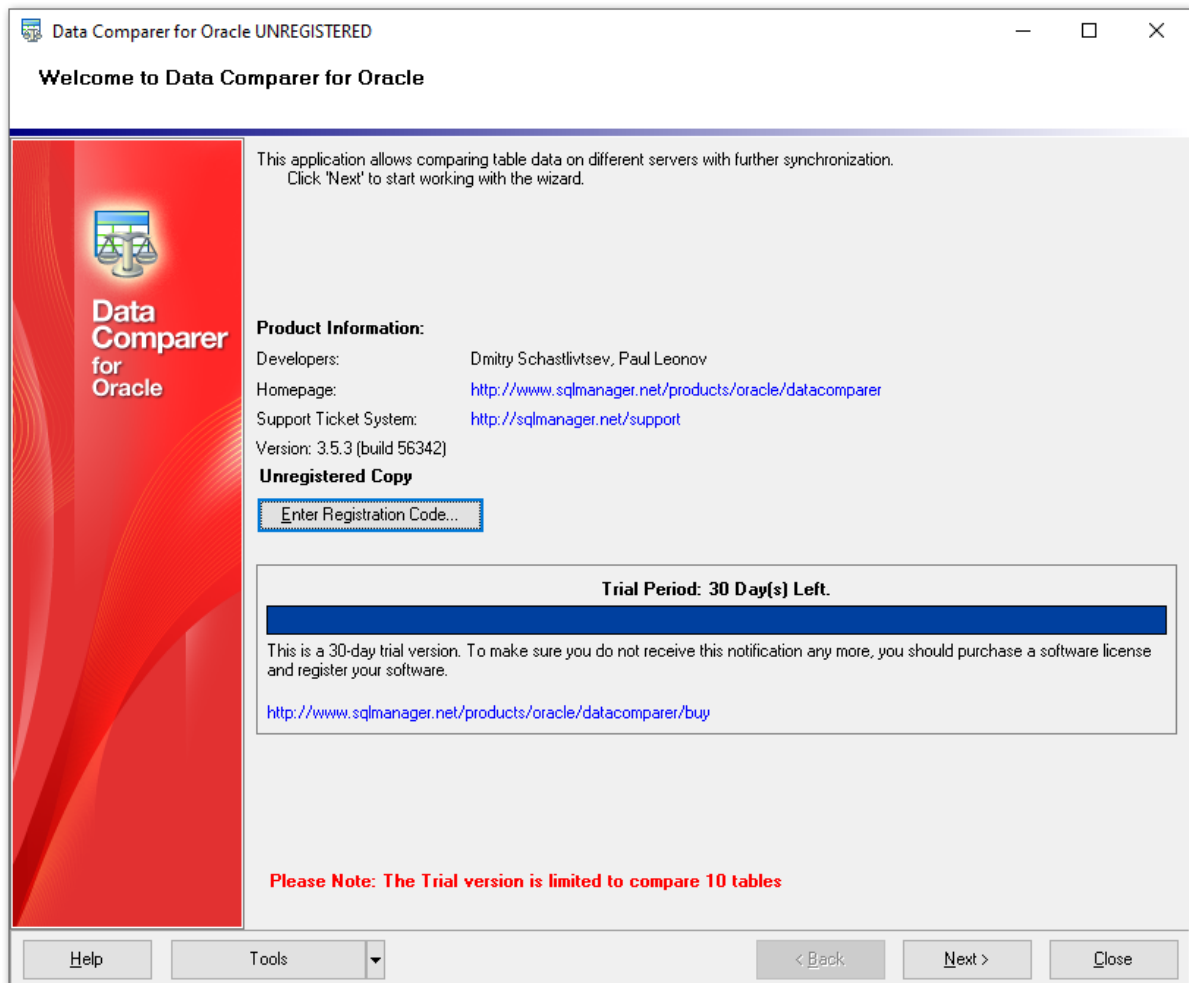 Data Comparer for Oracle UNREGISTERED
Welcome to Data Comparer for Oracle
Data
Comparer
for
Oracle
This application allows comparing table data on different servers with further synchronization.
Click 'Next' to start working with the wizard.
Product Information:
Developers: Dmitry Schastlivtsev, Paul Leonov
Homepage: http://www.sqlmanager.net/products/oracle/datacomparer
Support Ticket System: http://sqlmanager.net/support
Version: 3.5.3 (build 56342)
Unregistered Copy
Enter Registration Code...
Trial Period: 30 Day(s) Left.
This is a 30-day trial version. To make sure you do not receive this notification any more, you should purchase a software license
and register your software.
http://www.sqlmanager.net/products/oracle/datacomparer/buy
Please Note: The Trial version is limited to compare 10 tables
Help Tools < Back Next > Close